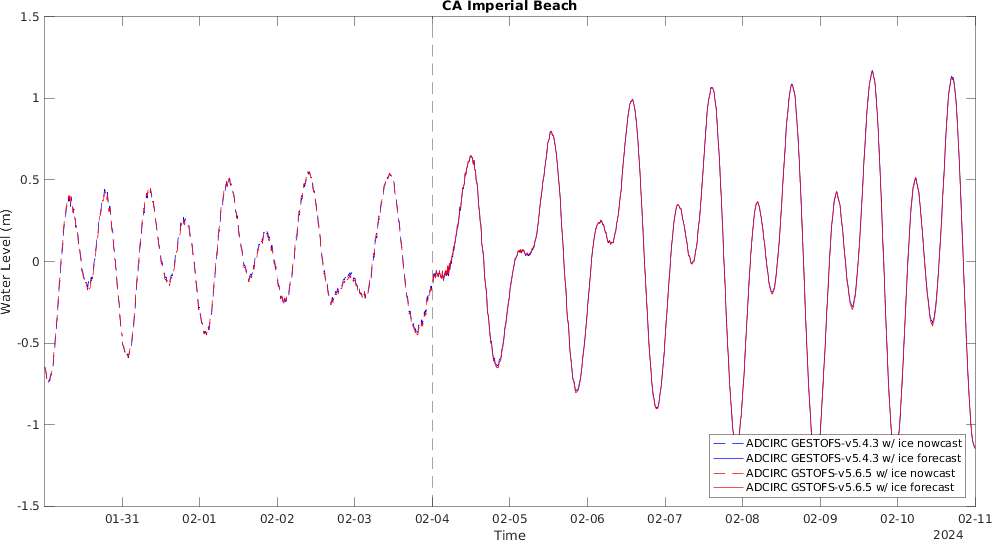 CA Imperial Beach
1.5
1
0.5
0
-0.5
-1
-1.5
Water Level (m)
01-31 02-01 02-02 02-03 02-04 02-05 02-06 02-07 02-08 02-09 02-10 02-11
Time
2024
ADCIRC GESTOFS-v5.4.3 w/ ice nowcast
ADCIRC GESTOFS-v5.4.3 w/ ice forecast
ADCIRC GSTOFS-v5.6.5 w/ ice nowcast
ADCIRC GSTOFS-v5.6.5 w/ ice forecast